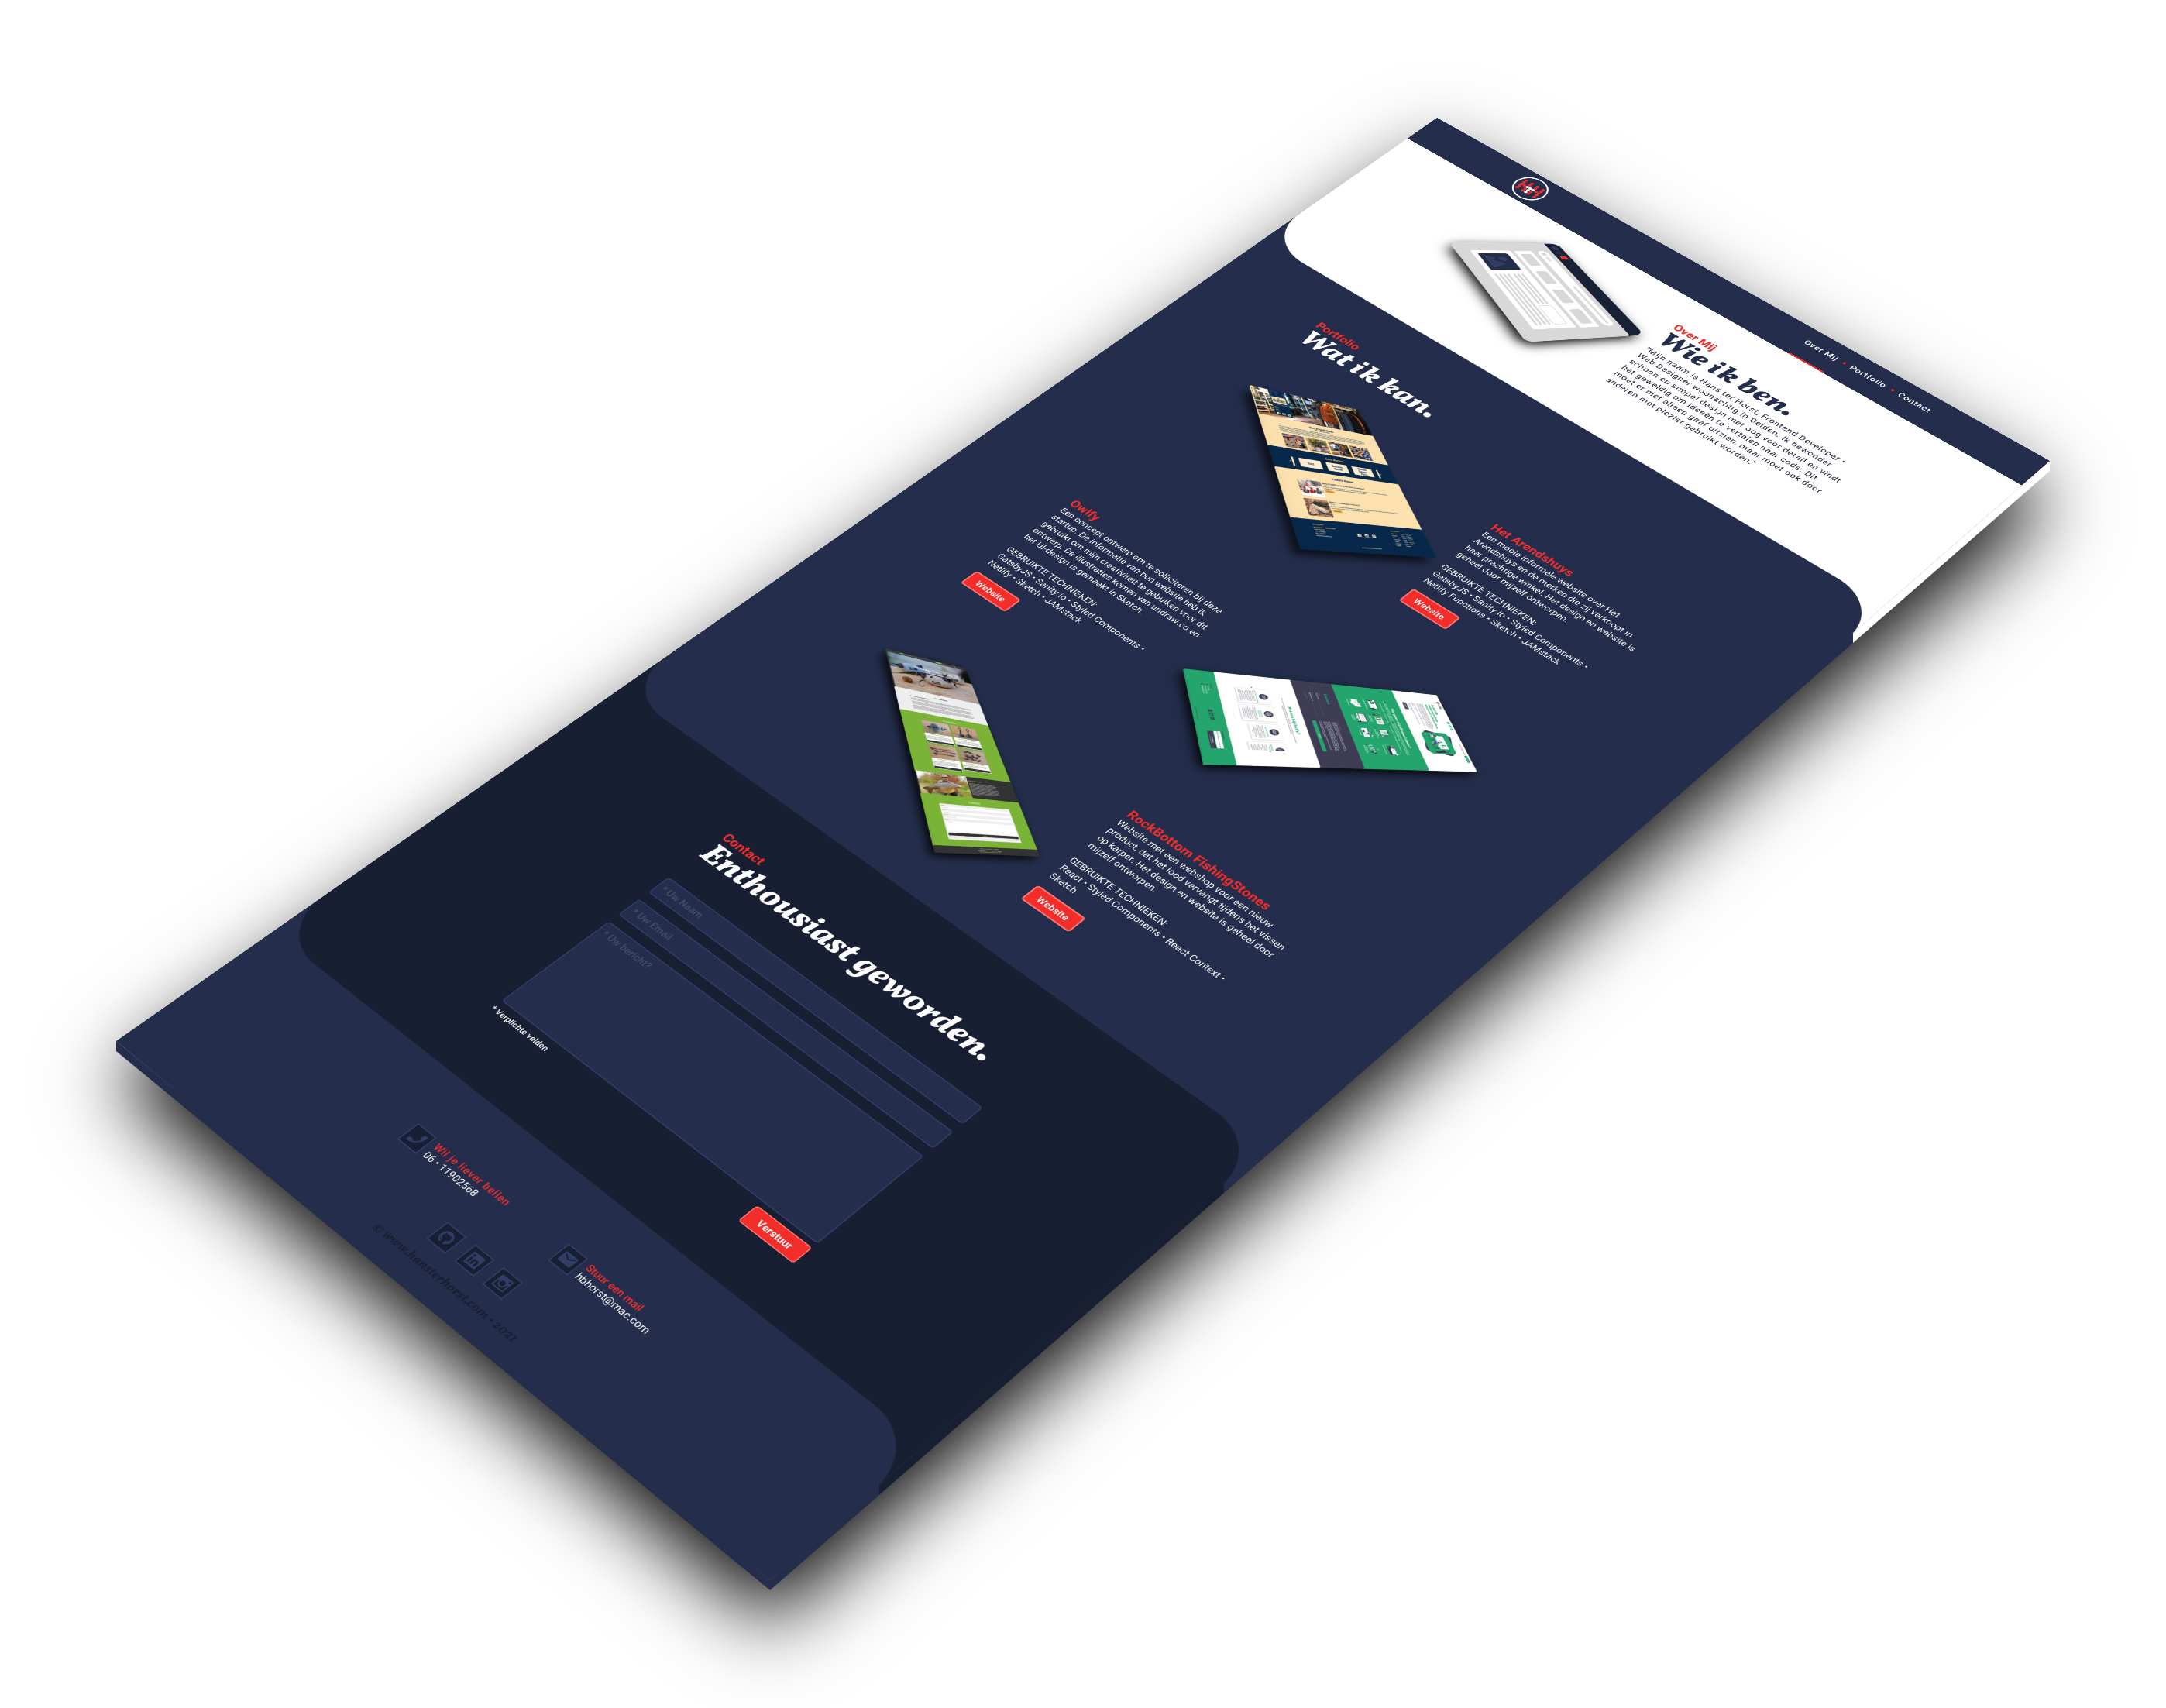 HTH
Over Mij • Portfolio • Contact
Over Mij
Wie ik ben.
"Mijn naam is Hans ter Horst, Frontend Developer •
Web Designer woonachtig in Delden. Ik bewonder
schoon en simpel design met oog voor detail en vindt
het geweldig om ideeën te vertalen naar code. Dit
moet er niet alleen gaaf uitzien, maar moet ook door
anderen met plezier gebruikt worden."
Portfolio
Wat ik kan.
Het Arendshuys
Een mooie informele website over Het
Arendshuys en de merken die zij verkoopt in
haar prachtige winkel. Het design en website is
geheel door mijzelf ontworpen.
GEBRUIKTE TECHNIEKEN:
GatsbyJS • Sanity.io • Styled Components •
Netlify Functions • Sketch • JAMstack
Website
Owlfy
Een concept ontwerp om te solliciteren bij deze
startup. De informatie van hun website heb ik
gebruikt om mijn creativiteit te gebuiken voor dit
ontwerp. De illustraties komen van undraw.co en
het UI-design is gemaakt in Sketch.
GEBRUIKTE TECHNIEKEN:
GatsbyJS • Sanity.io • Styled Components •
Netlify • Sketch • JAMstack
Website
RockBottom FishingStones
Website met een webshop voor een nieuw
product, dat het lood vervangt tijdens het vissen
op karper. Het design en website is geheel door
mijzelf ontworpen.
GEBRUIKTE TECHNIEKEN:
React • Styled Components • React Context •
Sketch
Website
Contact
Enthousiast geworden.
* Uw Naam
* Uw Email
* Uw bericht?
* Verplichte velden
Verstuur
Wil je liever bellen
06 • 11902568
Stuur een mail
hbhorst@mac.com
© www.hansterhorst.com • 2021